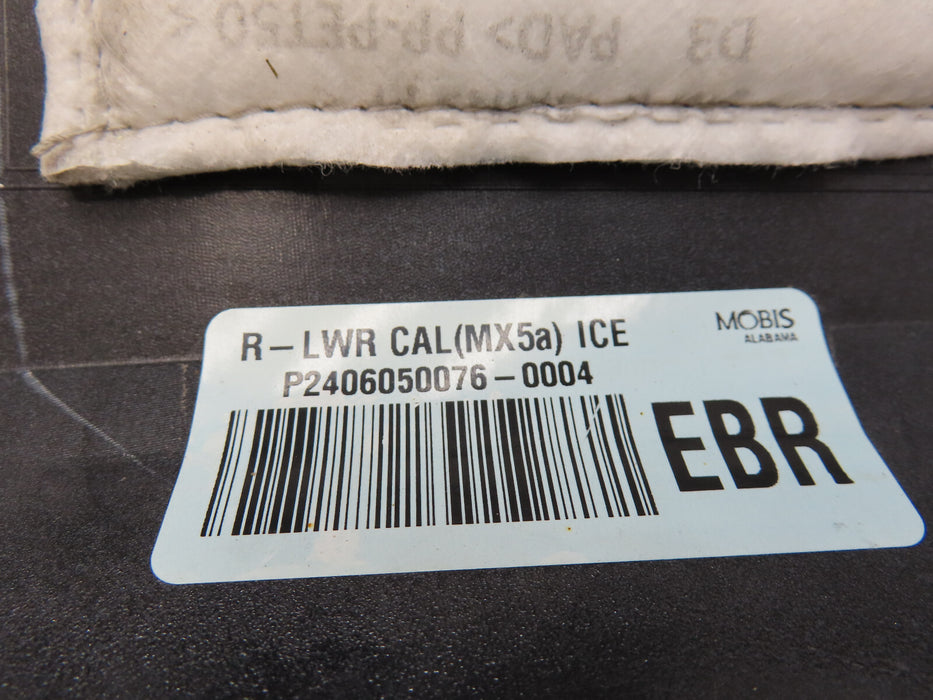 D3 PAD> PP-PET50 <
R-LWR CAL(MX5a) ICE
MOBIS
ALABAMA
P2406050076-0004
EBR